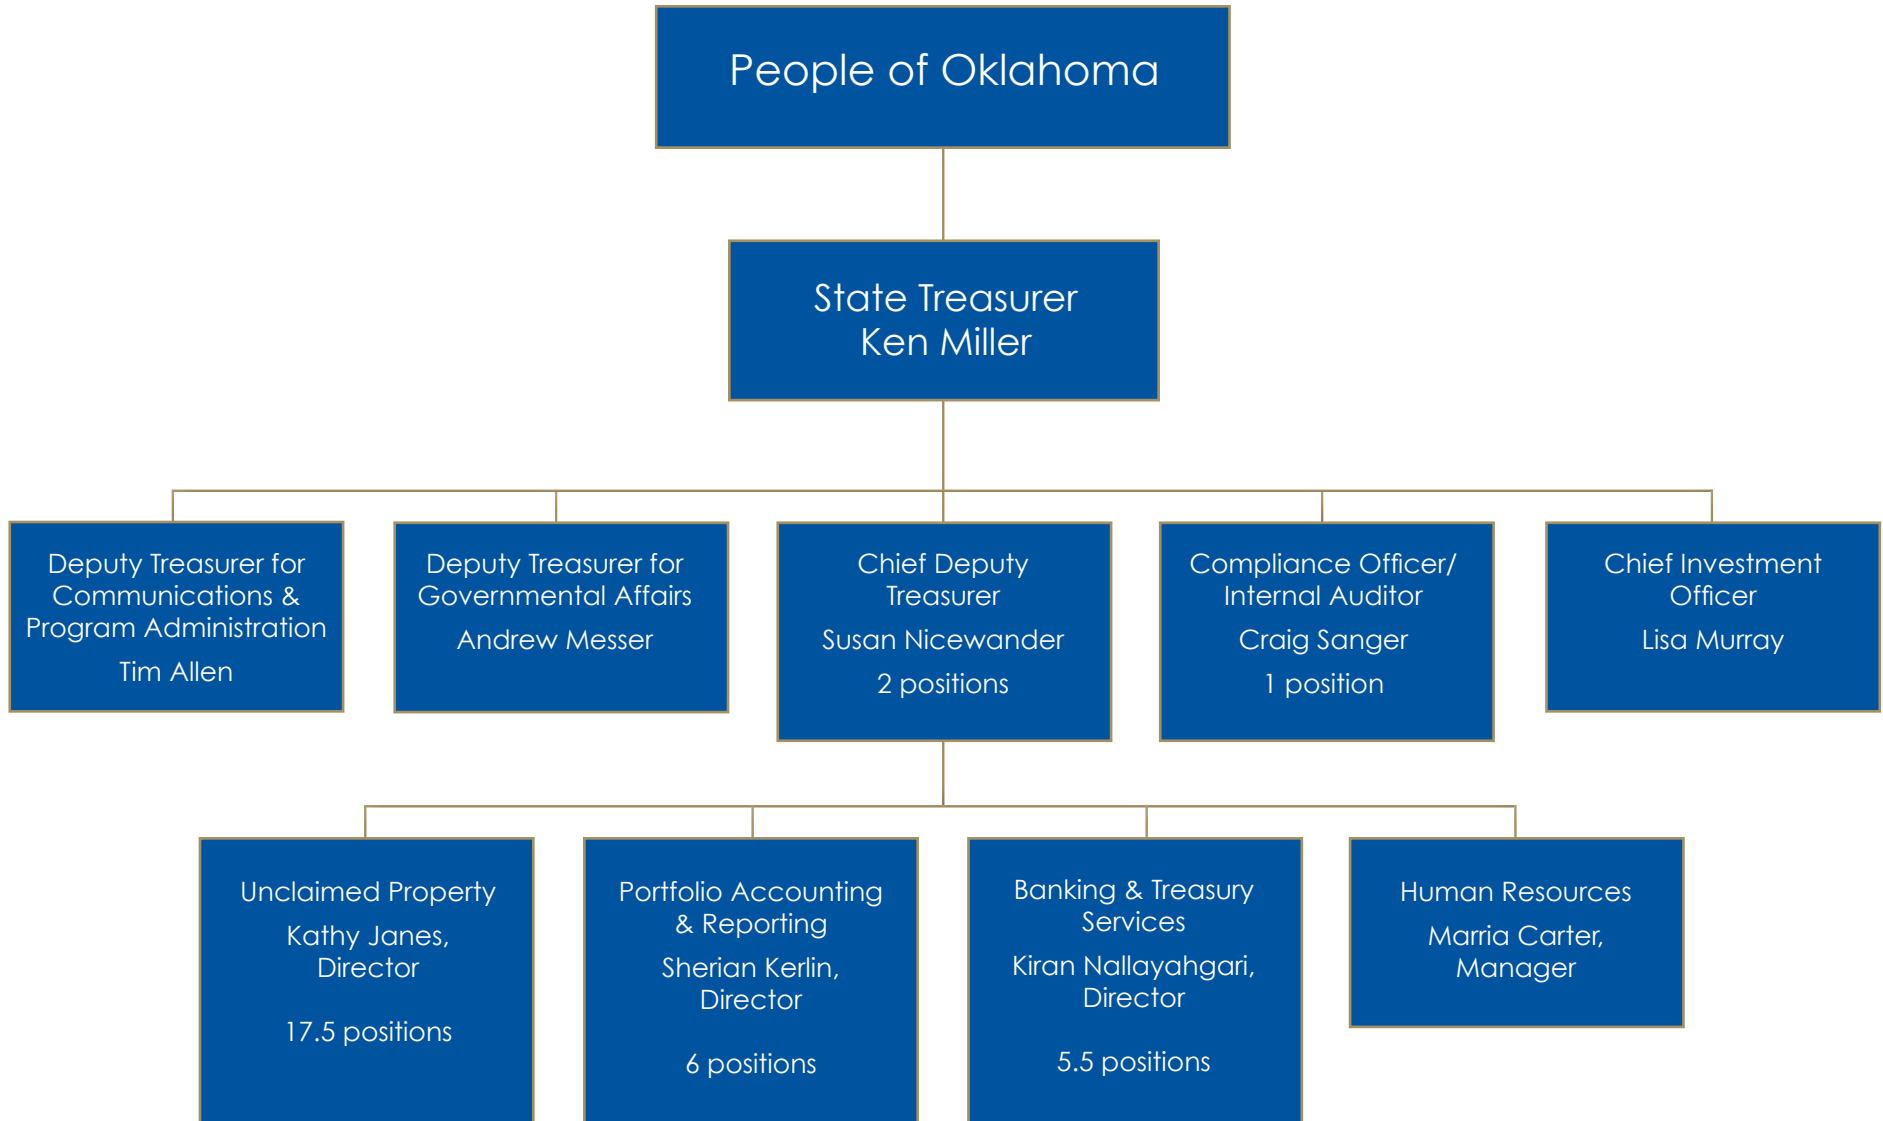 People of Oklahoma
State Treasurer
Ken Miller
Deputy Treasurer for
Communications &
Program Administration
Tim Allen
Deputy Treasurer for
Governmental Affairs
Andrew Messer
Chief Deputy
Treasurer
Susan Nicewander
2 positions
Compliance Officer/
Internal Auditor
Craig Sanger
1 position
Chief Investment
Officer
Lisa Murray
Unclaimed Property
Kathy Janes,
Director
17.5 positions
Portfolio Accounting
& Reporting
Sherian Kerlin,
Director
6 positions
Banking & Treasury
Services
Kiran Nallayahgari,
Director
5.5 positions
Human Resources
Marria Carter,
Manager